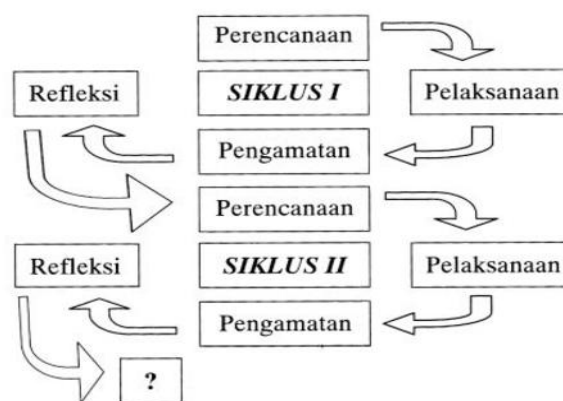 Perencanaan
Refleksi
SIKLUS I
Pelaksanaan
Pengamatan
Perencanaan
Refleksi
SIKLUS II
Pelaksanaan
Pengamatan
?